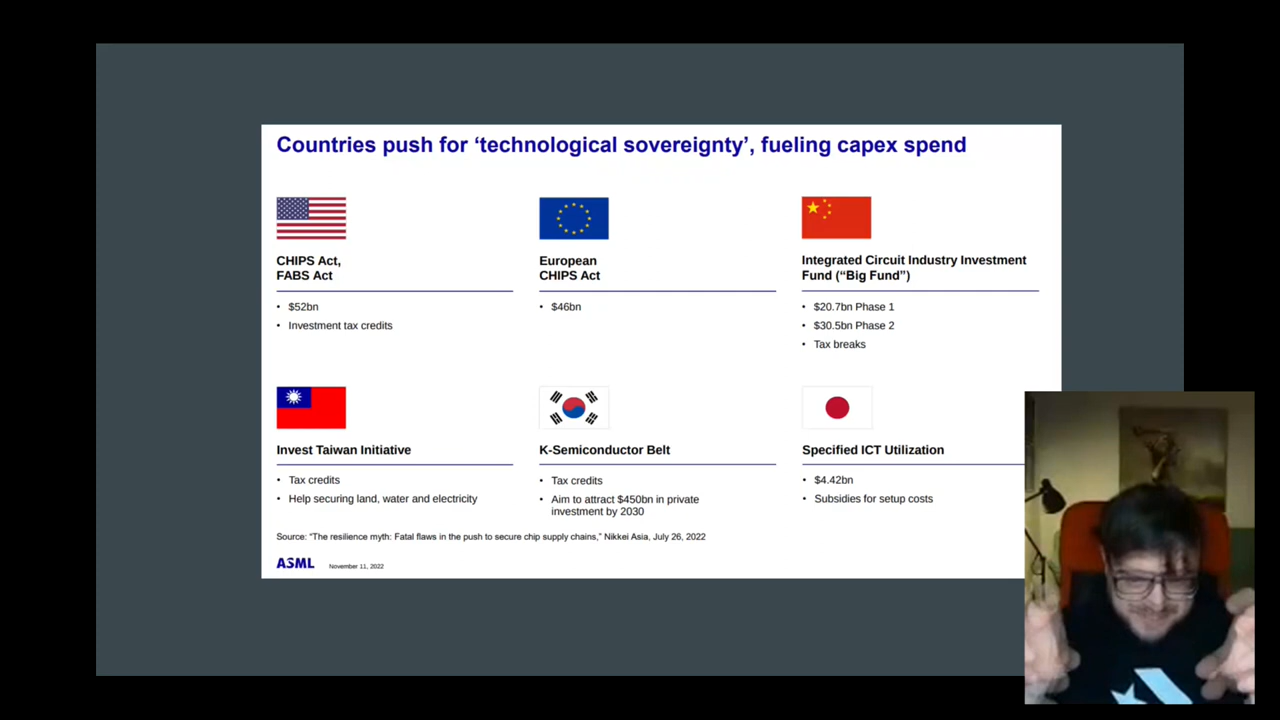 Countries push for ‘technological sovereignty’, fueling capex spend
CHIPS Act,
FABS Act
• $52bn
• Investment tax credits
European
CHIPS Act
• $46bn
Integrated Circuit Industry Investment
Fund (“Big Fund”)
• $20.7bn Phase 1
• $30.5bn Phase 2
• Tax breaks
Invest Taiwan Initiative
• Tax credits
• Help securing land, water and electricity
K-Semiconductor Belt
• Tax credits
• Aim to attract $450bn in private
investment by 2030
Specified ICT Utilization
• $4.42bn
• Subsidies for setup costs
Source: “The resilience myth: Fatal flaws in the push to secure chip supply chains,” Nikkei Asia, July 26, 2022
ASML
November 11, 2022